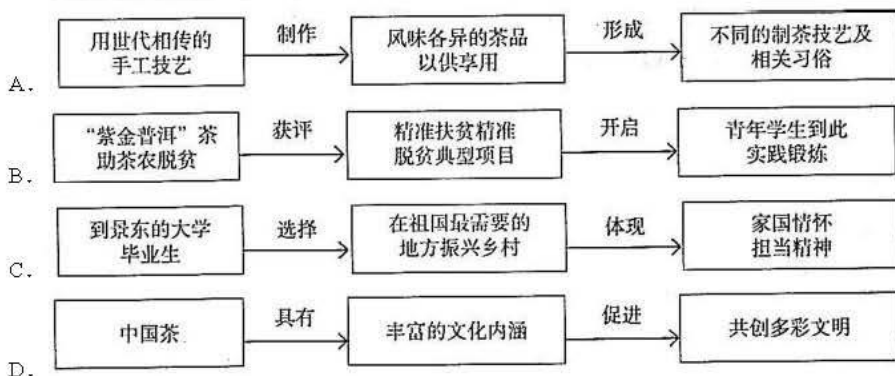 用世代相传的
手工技艺
制作
风味各异的茶品
以供享用
形成
不同的制茶技艺及
相关习俗
A.
“紫金普洱”茶
助茶农脱贫
获评
精准扶贫精准
脱贫典型项目
开启
青年学生到此
实践锻炼
B.
到景东的大学
毕业生
选择
在祖国最需要的
地方振兴乡村
体现
家国情怀
担当精神
C.
中国茶
具有
丰富的文化内涵
促进
共创多彩文明
D.